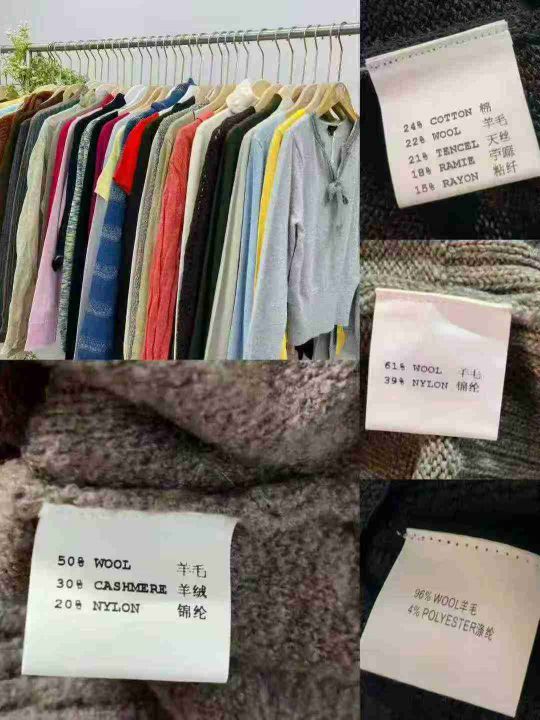 24% COTTON 棉
22% WOOL 羊毛
21% TENCEL 天丝
18% RAMIE 苎麻
15% RAYON 粘纤
61% WOOL 羊毛
39% NYLON 锦纶
50% WOOL 羊毛
30% CASHMERE 羊绒
20% NYLON 锦纶
96% WOOL羊毛
4% POLYESTER涤纶